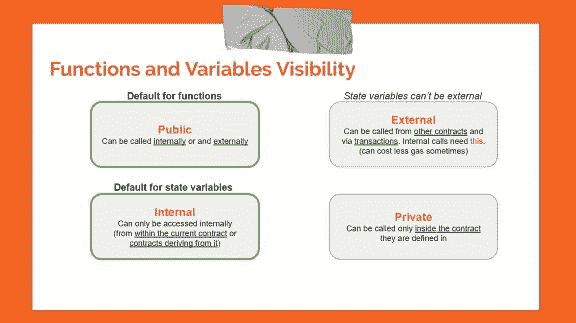 Functions and Variables Visibility
Default for functions
Public
Can be called internally or and externally
State variables can't be external
External
Can be called from other contracts and
via transactions. Internal calls need this.
(can cost less gas sometimes)
Default for state variables
Internal
Can only be accessed internally
(from within the current contract or
contracts deriving from it)
Private
Can be called only inside the contract
they are defined in